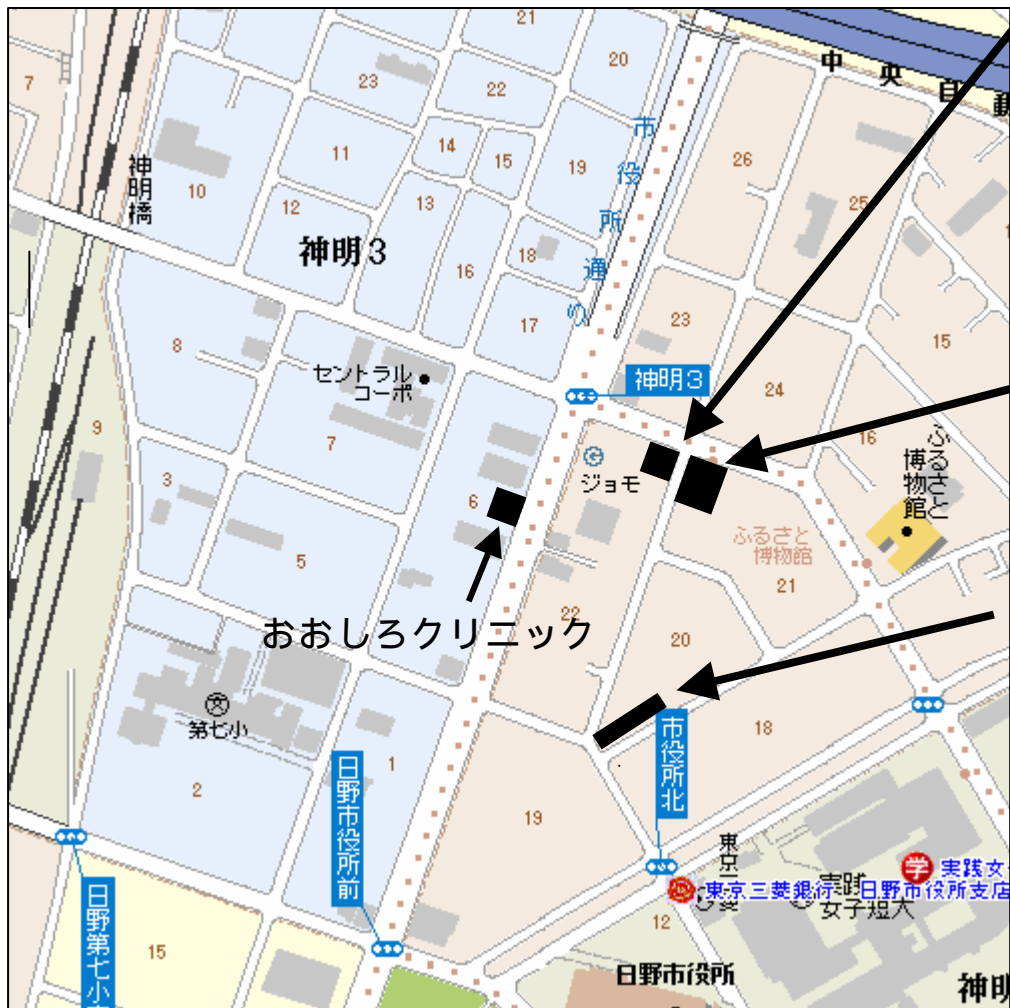 21
20
中央自動
7
23
22
市役所通り
26
25
神明橋
10
11
14
15
19
12
13
神明3
18
16
17
23
15
8
セントラル
コーポ
神明3
24
7
9
16
ふるさと
博物館
3
6
ジョモ
5
ふるさと
博物館
21
22
おおしろクリニック
20
第七小
市役所北
18
日野市役所前
1
2
19
日野第七小
東京三菱銀行 日野市役所支店
実践女
学
実践
女子短大
12
15
日野市役所
神明